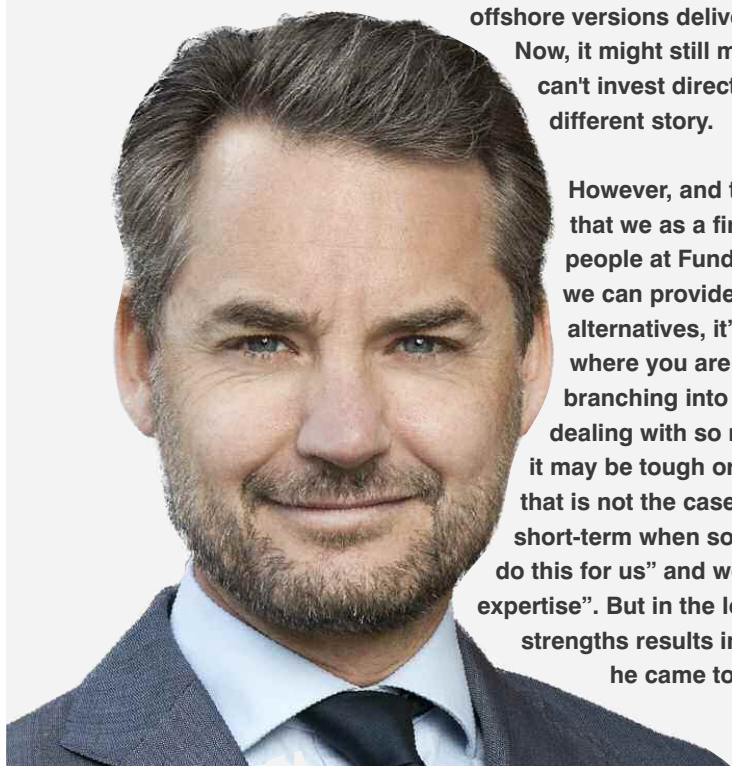 offshore versions delive
Now, it might still m
can't invest direct
different story.
However, and t
that we as a fir
people at Fund
we can provide
alternatives, it'
where you are
branching into
dealing with so
it may be tough or
that is not the case
short-term when so
do this for us” and we
expertise”. But in the lo
strengths results in
he came to